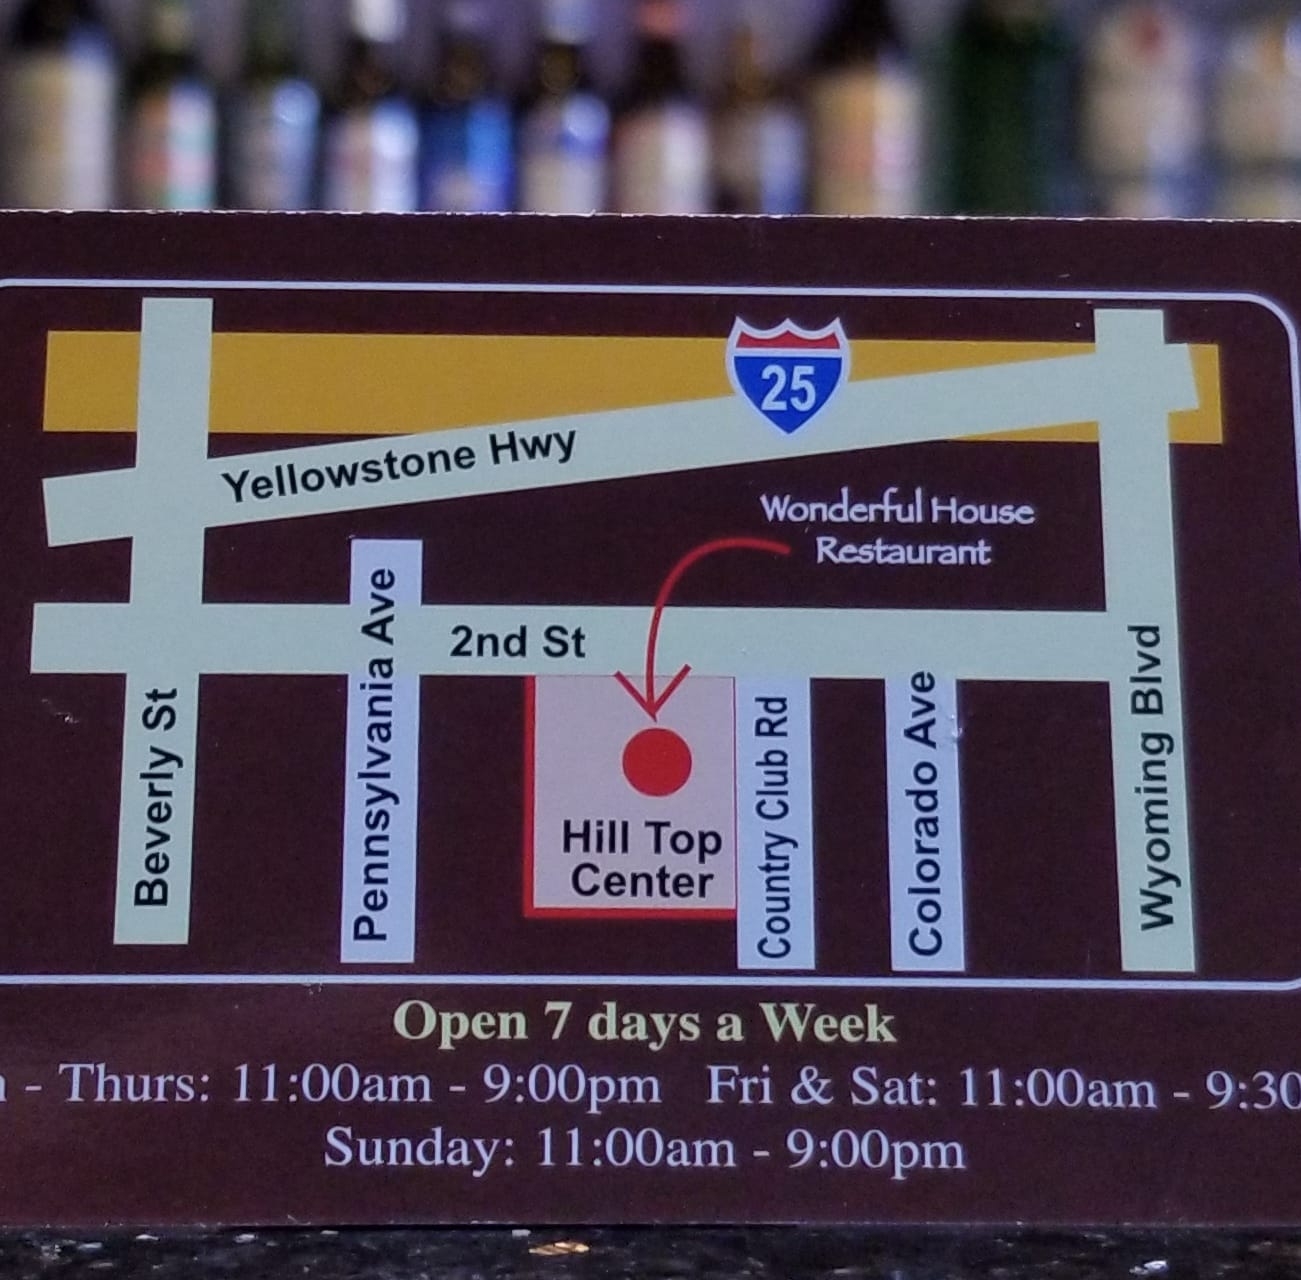 25
Yellowstone Hwy
Wonderful House
Restaurant
2nd St
Beverly St
Pennsylvania Ave
Hill Top
Center
Country Club Rd
Colorado Ave
Wyoming Blvd
Open 7 days a Week
- Thurs: 11:00am - 9:00pm Fri & Sat: 11:00am - 9:30
Sunday: 11:00am - 9:00pm